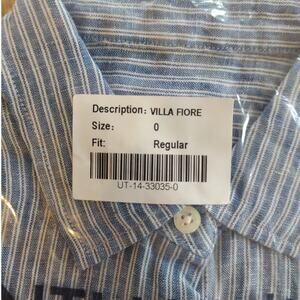 Description: VILLA FIORE
Size: 0
Fit: Regular
UT-14-33035-0